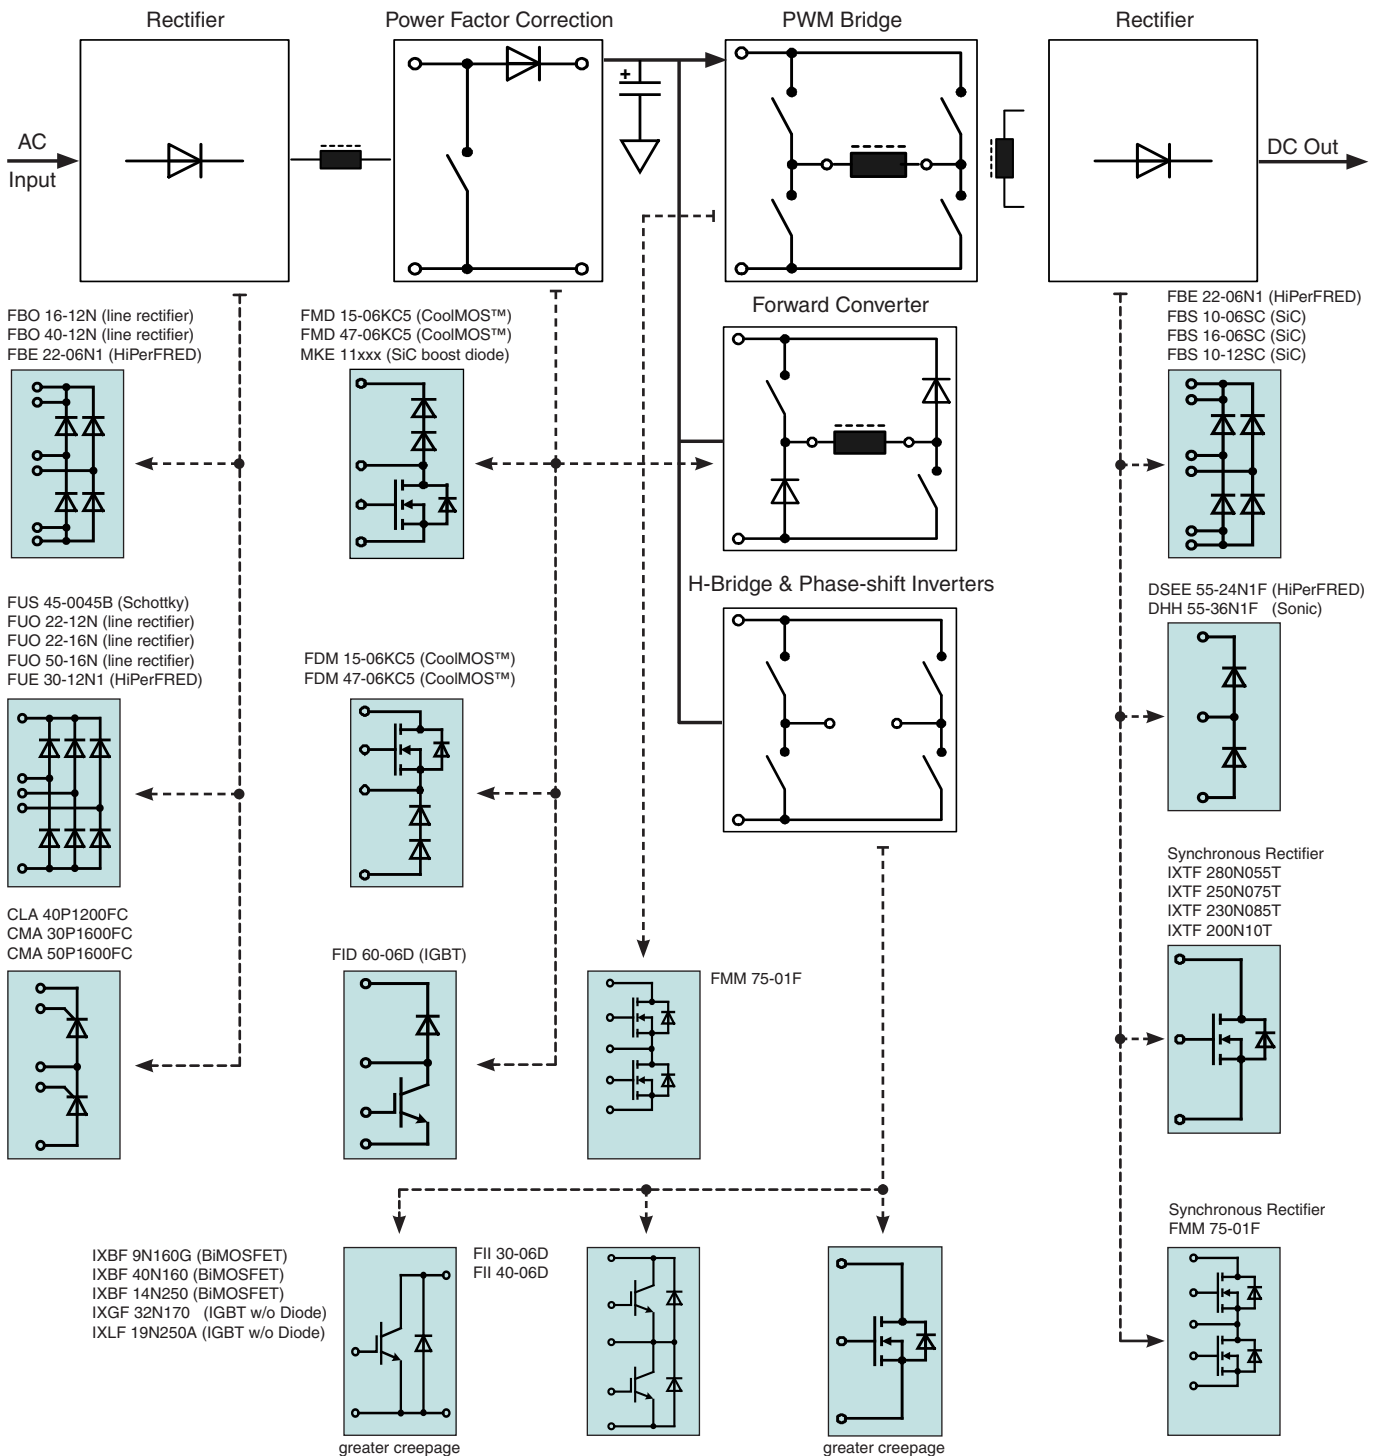 Rectifier
Power Factor Correction
PWM Bridge
Rectifier
AC
Input
+
DC Out
FBO 16-12N (line rectifier)
FBO 40-12N (line rectifier)
FBE 22-06N1 (HiPerFRED)
FMD 15-06KC5 (CoolMOS™)
FMD 47-06KC5 (CoolMOS™)
MKE 11xxx (SiC boost diode)
Forward Converter
FBE 22-06N1 (HiPerFRED)
FBS 10-06SC (SiC)
FBS 16-06SC (SiC)
FBS 10-12SC (SiC)
H-Bridge & Phase-shift Inverters
FUS 45-0045B (Schottky)
FUO 22-12N (line rectifier)
FUO 22-16N (line rectifier)
FUO 50-16N (line rectifier)
FUE 30-12N1 (HiPerFRED)
FDM 15-06KC5 (CoolMOS™)
FDM 47-06KC5 (CoolMOS™)
DSEE 55-24N1F (HiPerFRED)
DHH 55-36N1F (Sonic)
Synchronous Rectifier
IXTF 280N055T
IXTF 250N075T
IXTF 230N085T
IXTF 200N10T
CLA 40P1200FC
CMA 30P1600FC
CMA 50P1600FC
FID 60-06D (IGBT)
FMM 75-01F
Synchronous Rectifier
FMM 75-01F
IXBF 9N160G (BiMOSFET)
IXBF 40N160 (BiMOSFET)
IXBF 14N250 (BiMOSFET)
IXGF 32N170 (IGBT w/o Diode)
IXLF 19N250A (IGBT w/o Diode)
FII 30-06D
FII 40-06D
greater creepage
greater creepage